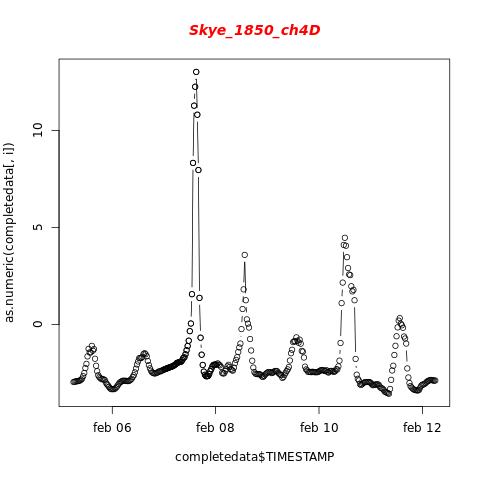 Skye_1850_ch4D
as.numeric(completedata[, i])
10
5
0
feb 06
feb 08
feb 10
feb 12
completedata$TIMESTAMP